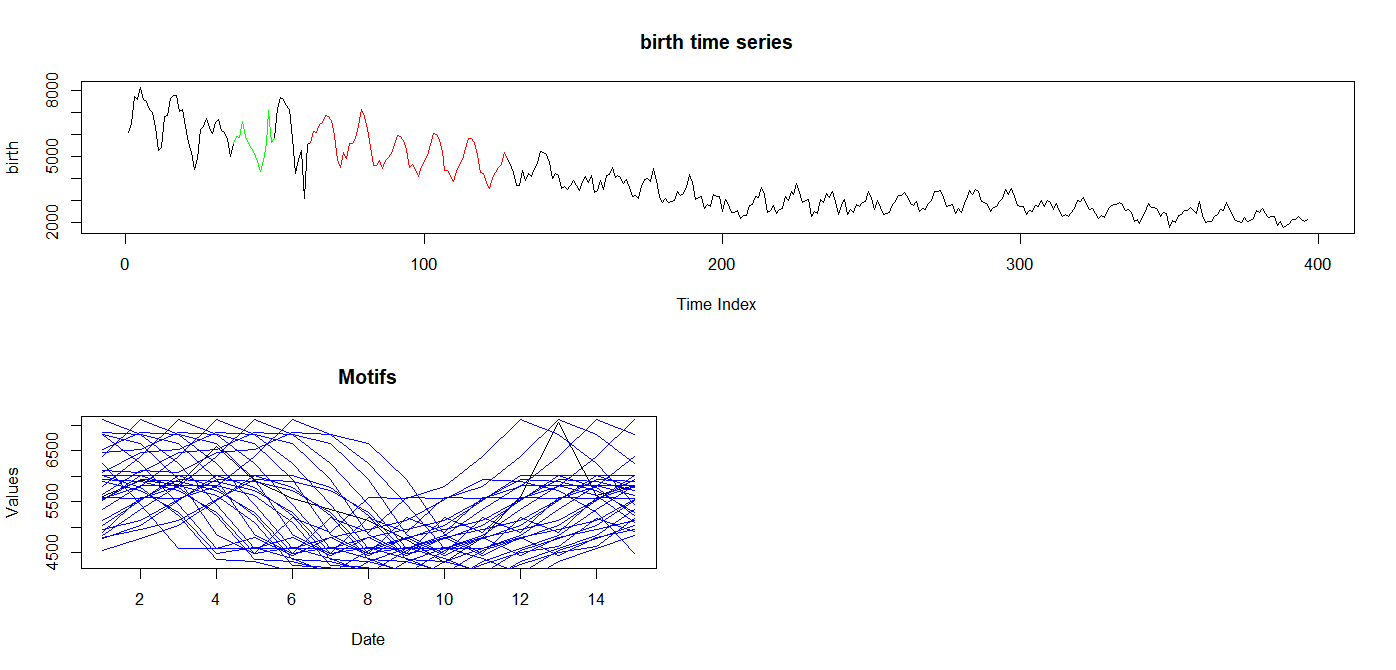 birth time series
birth
8000
5000
2000
0 100 200 300 400
Time Index
Motifs
Values
6500
5500
4500
2 4 6 8 10 12 14
Date